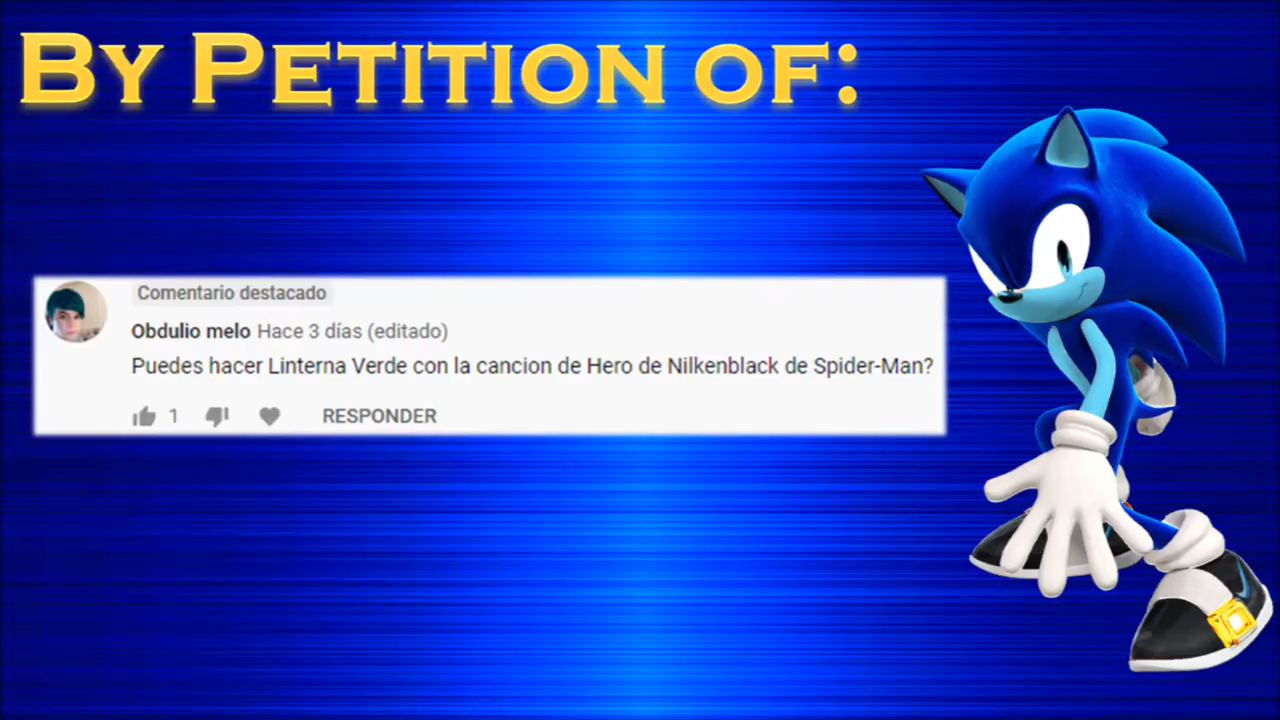 By Petition of:
Comentario destacado
Obdulio melo Hace 3 días (editado)
Puedes hacer Linterna Verde con la cancion de Hero de Nilkenblack de Spider-Man?
1 RESPONDER